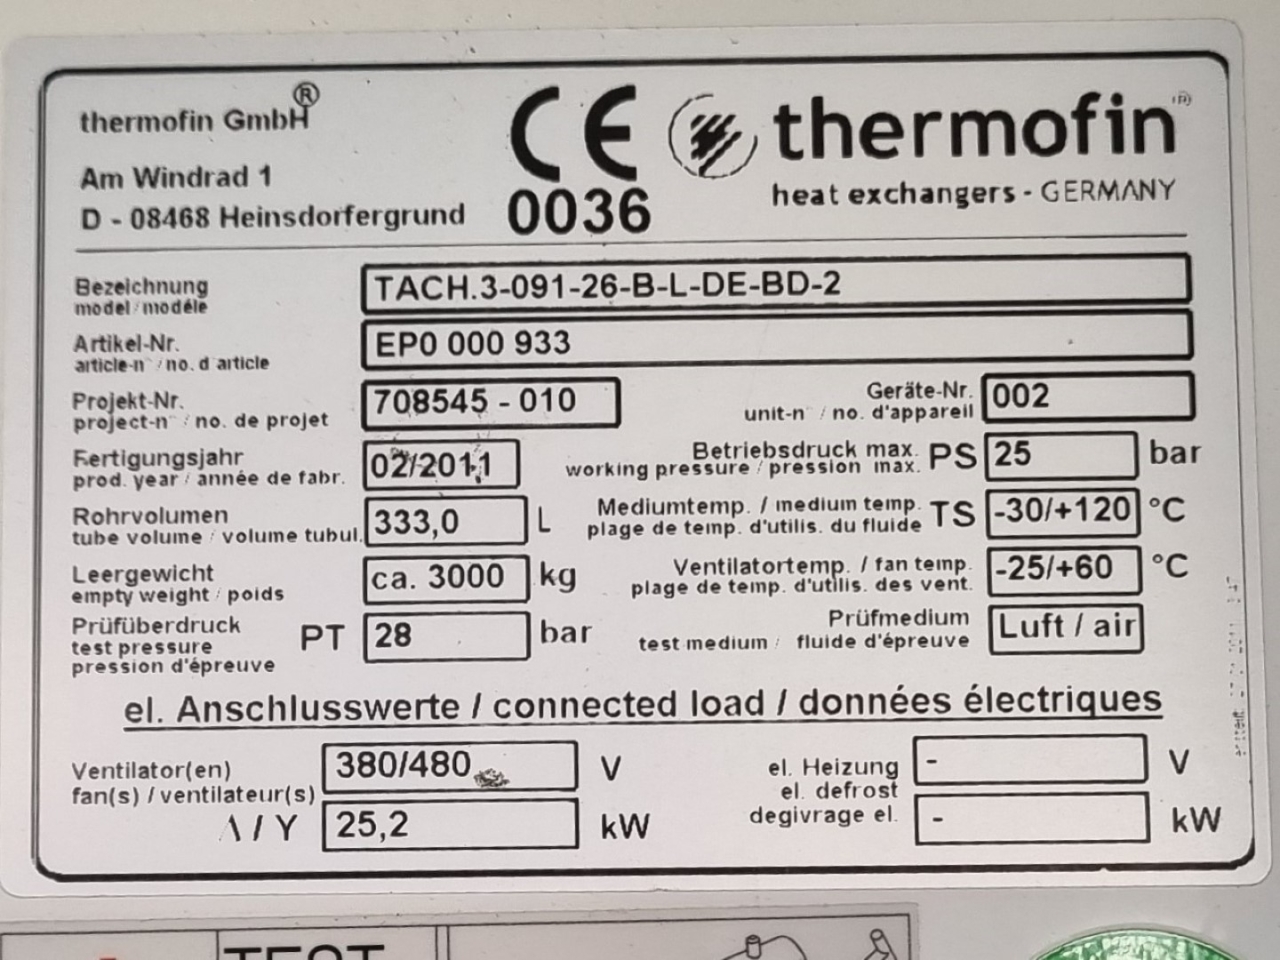 thermofin GmbH®
Am Windrad 1
D - 08468 Heinsdorfergrund
CE
0036
thermofin
heat exchangers - GERMANY
Bezeichnung
model / modéle
TACH.3-091-26-B-L-DE-BD-2
Artikel-Nr.
article-n° / no. d'article
EP0 000 933
Projekt-Nr.
project-n° / no. de projet
708545 - 010
Geräte-Nr.
unit-n° / no. d'appareil
002
Fertigungsjahr
prod. year / année de fabr.
02/2011
Betriebsdruck max.
working pressure / pression max.
PS
25
bar
Rohrvolumen
tube volume / volume tubul.
333,0
L
Mediumtemp. / medium temp.
plage de temp. d'utilis. du fluide
TS
-30/+120
°C
Leergewicht
empty weight / poids
ca. 3000
kg
Ventilatortemp. / fan temp.
plage de temp. d'utilis. des vent.
-25/+60
°C
Prüfüberdruck
test pressure
pression d'épreuve
PT
28
bar
Prüfmedium
test medium / fluide d'épreuve
Luft / air
el. Anschlusswerte / connected load / données électriques
Ventilator(en)
fan(s) / ventilateur(s)
380/480
V
Y
25,2
kW
el. Heizung
el. defrost
degivrage el.
-
V
-
kW
TEST